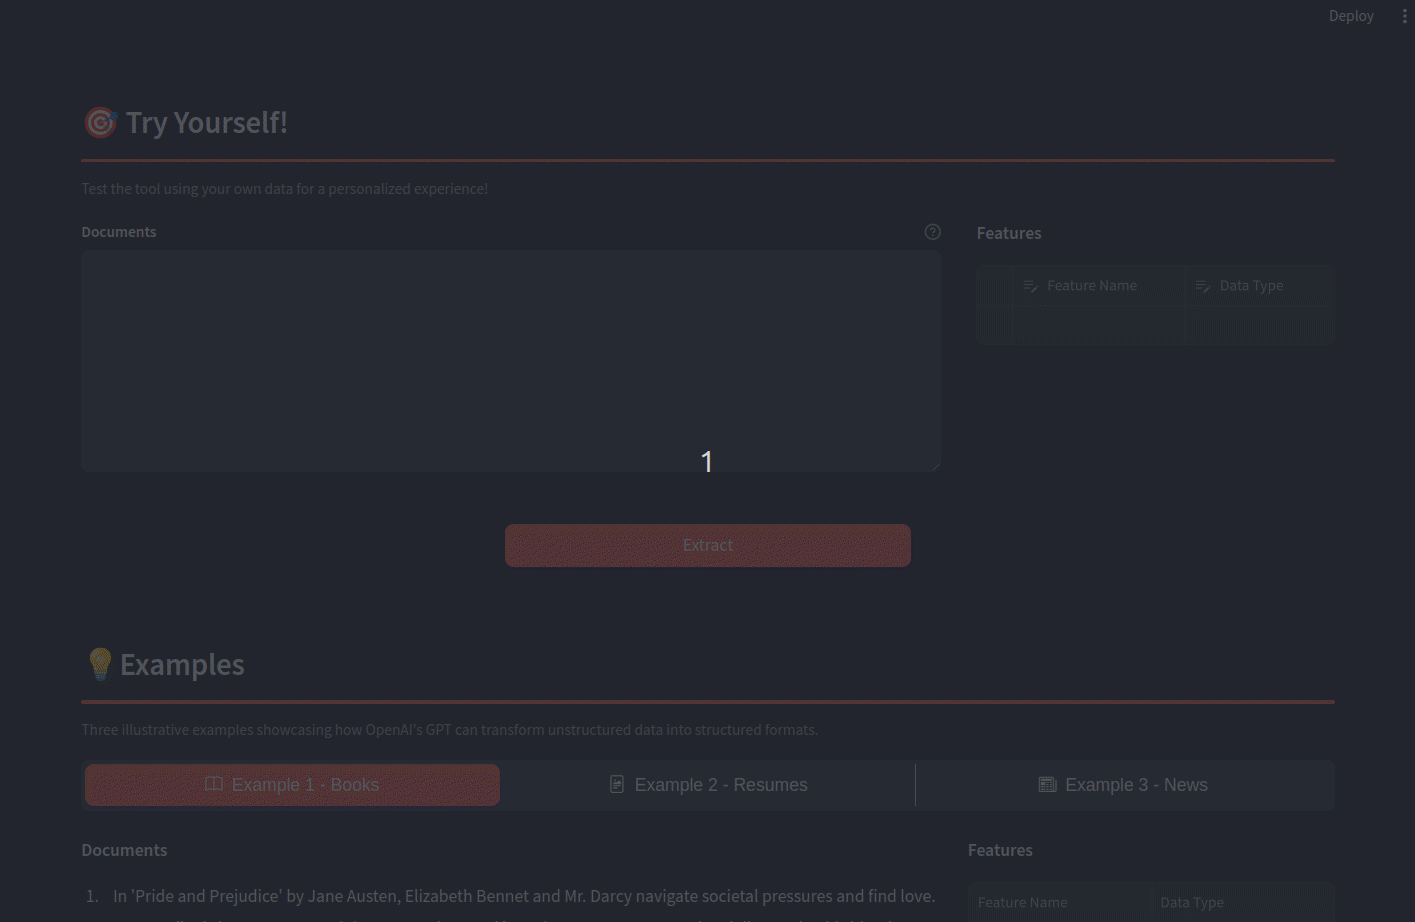 Deploy
Try Yourself!
Test the tool using your own data for a personalized experience!
Documents
Features
Feature Name Data Type
1
Extract
Examples
Three illustrative examples showcasing how OpenAI's GPT can transform unstructured data into structured formats.
Example 1 - Books Example 2 - Resumes Example 3 - News
Documents
Features
1. In 'Pride and Prejudice' by Jane Austen, Elizabeth Bennet and Mr. Darcy navigate societal pressures and find love.
Feature Name Data Type